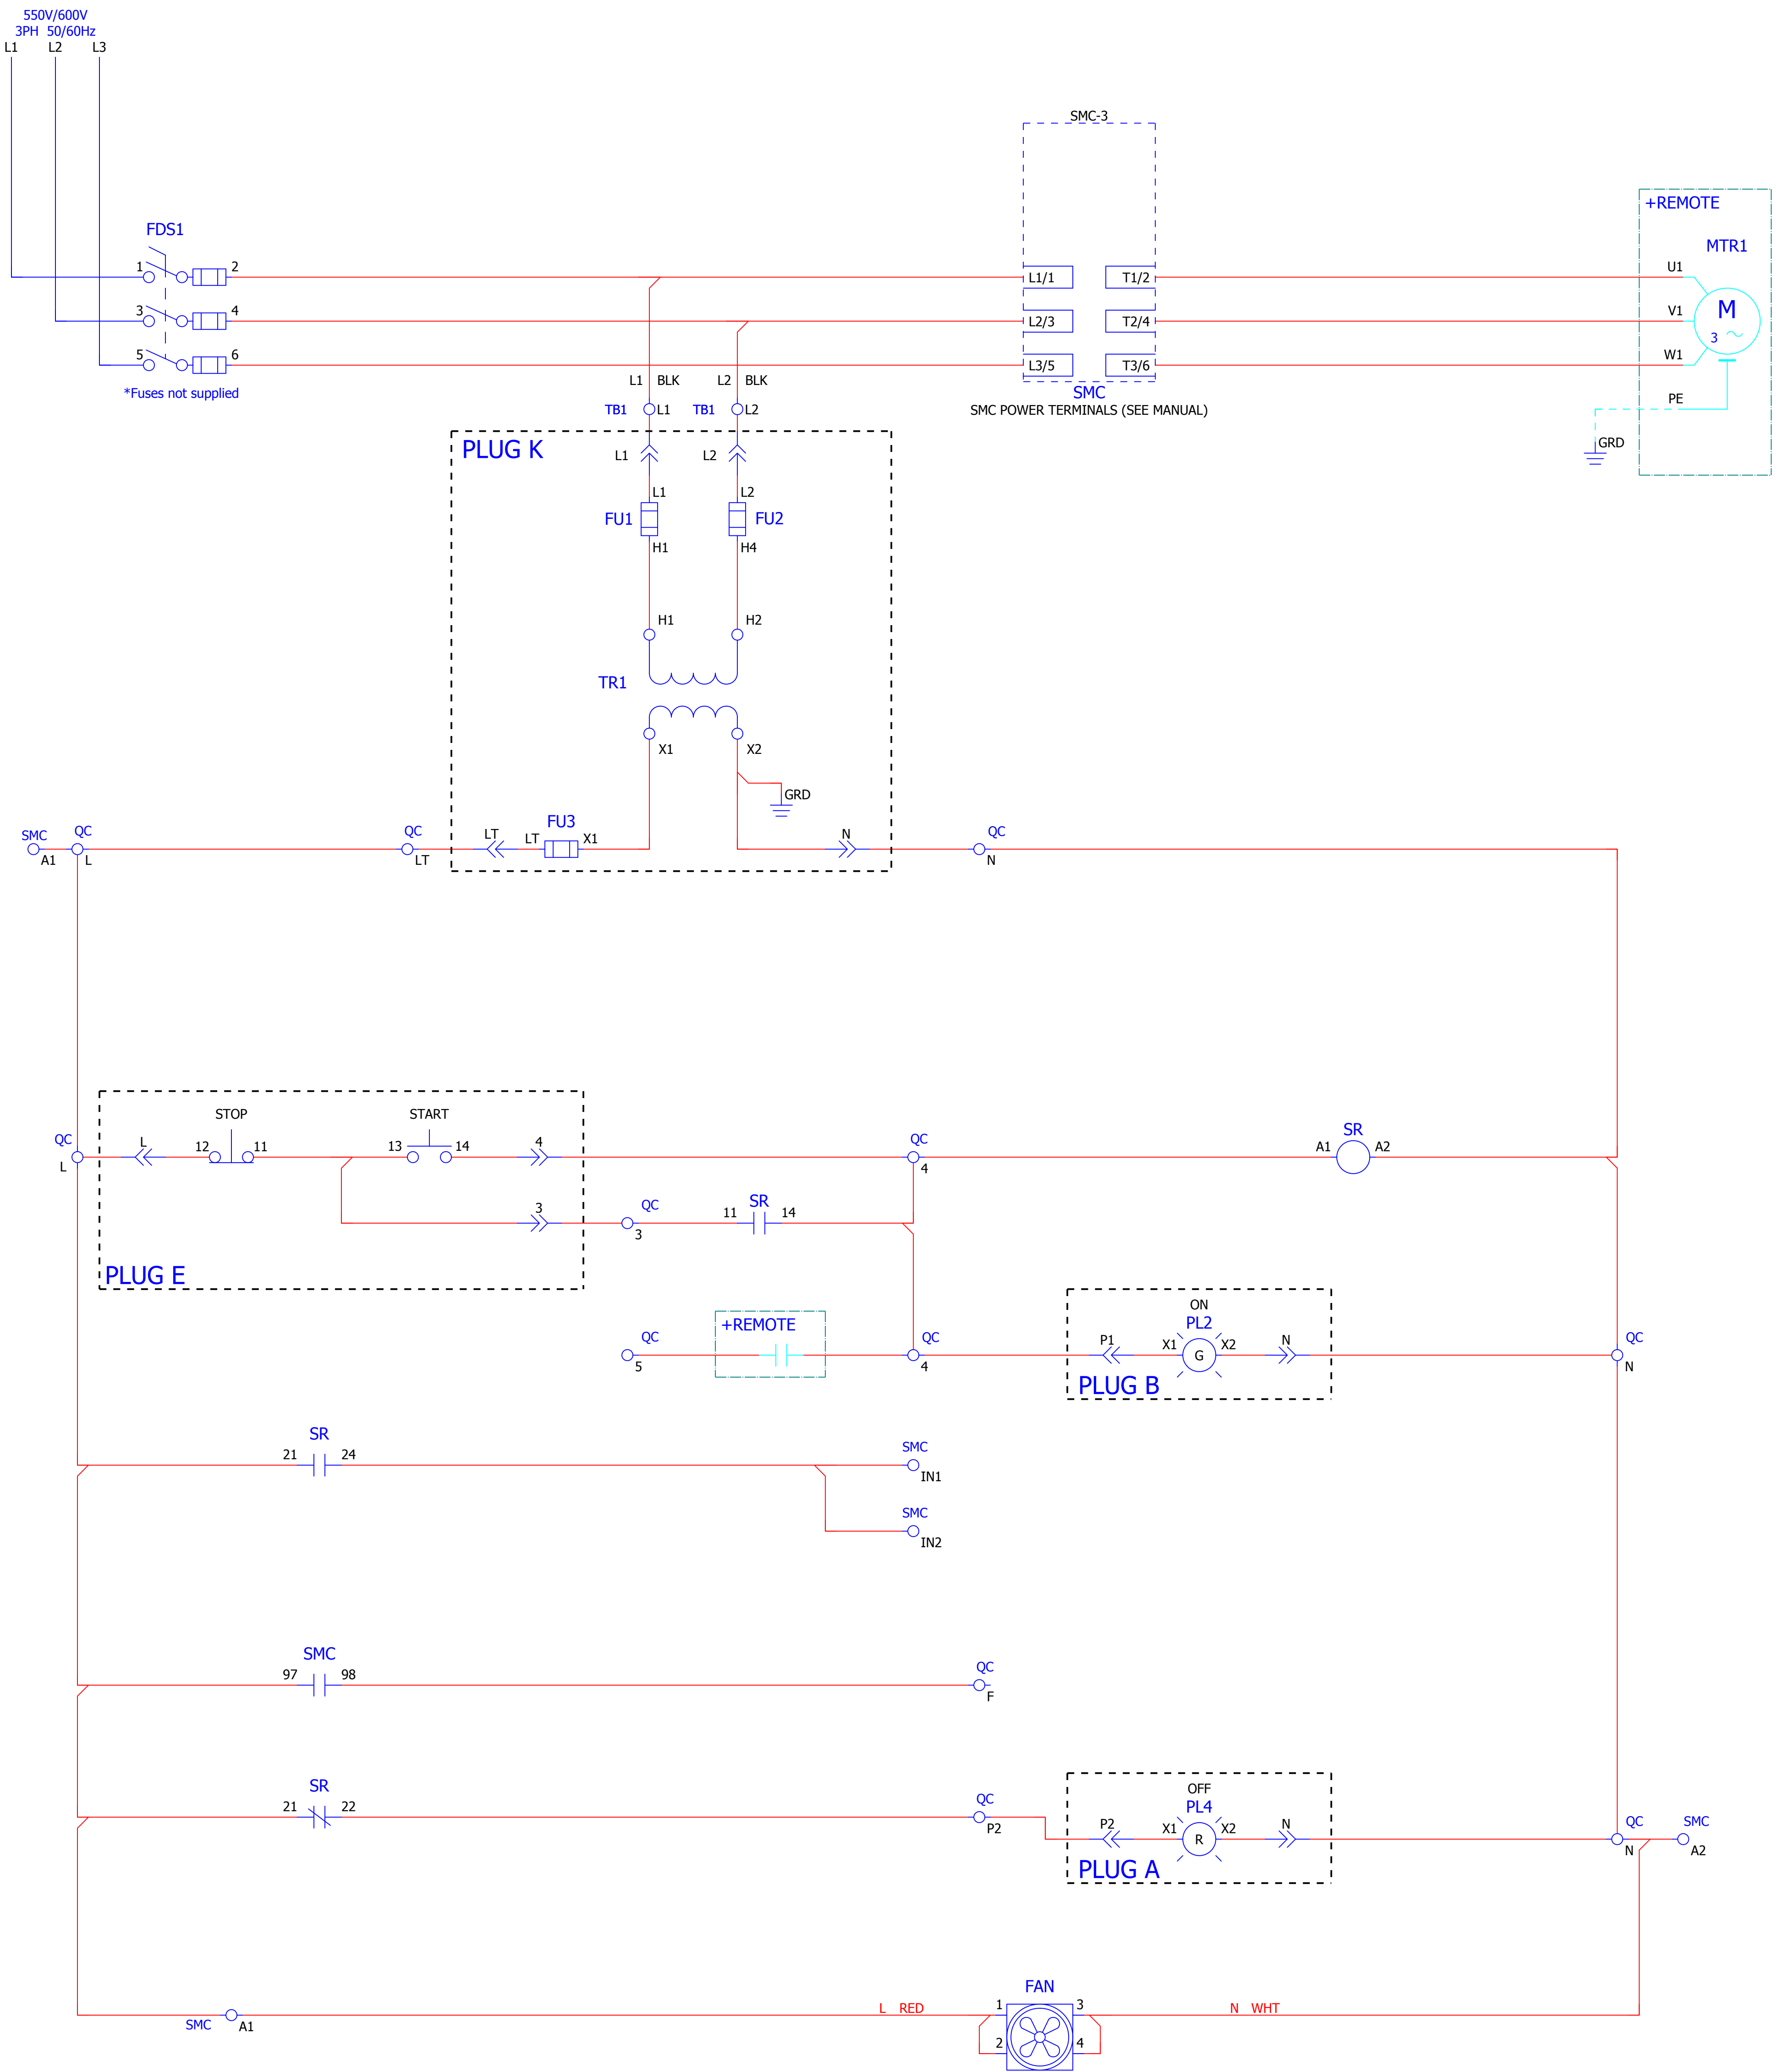 550V/600V
3PH 50/60Hz
L1 L2 L3
SMC-3
+REMOTE
FDS1
MTR1
1 2 L1/1 T1/2 U1
3 4 L2/3 T2/4 V1
M
3
5 6 L3/5 T3/6 W1
*Fuses not supplied
L1 BLK L2 BLK
SMC
SMC POWER TERMINALS (SEE MANUAL)
PE
GRD
TB1 L1 TB1 L2
PLUG K
L1 L2
L1 L2
FU1 FU2
H1 H4
H1 H2
TR1
X1 X2
GRD
SMC QC QC LT FU3 N QC
A1 L LT LT X1 N
STOP START
QC L 12 11 13 14 4 QC SR
L 4 A1 A2
3 QC SR
3 11 14
PLUG E
+REMOTE
ON
PL2
QC QC P1 X1 G X2 N QC
5 4 N
PLUG B
SR SMC
21 24 IN1
SMC
IN2
SMC QC
97 98 F
SR QC
21 22 P2
OFF
PL4
P2 X1 R X2 N QC SMC
N A2
PLUG A
FAN
SMC A1 L RED 1 3 N WHT
2 4